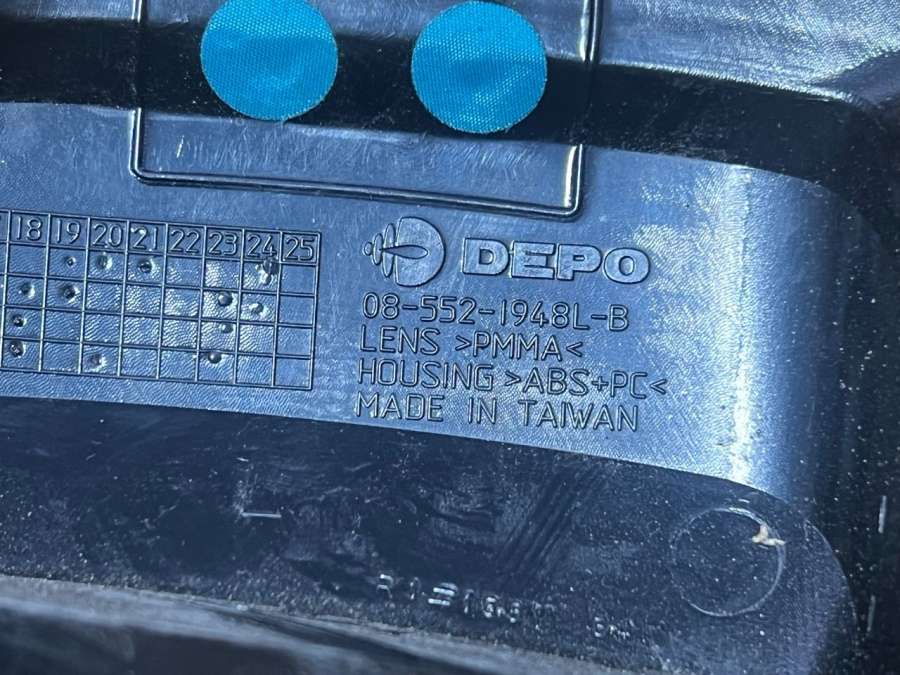 18 19 20 21 22 23 24 25
DEPO
08-552-1948L-B
LENS >PMMA<
HOUSING >ABS+PC<
MADE IN TAIWAN